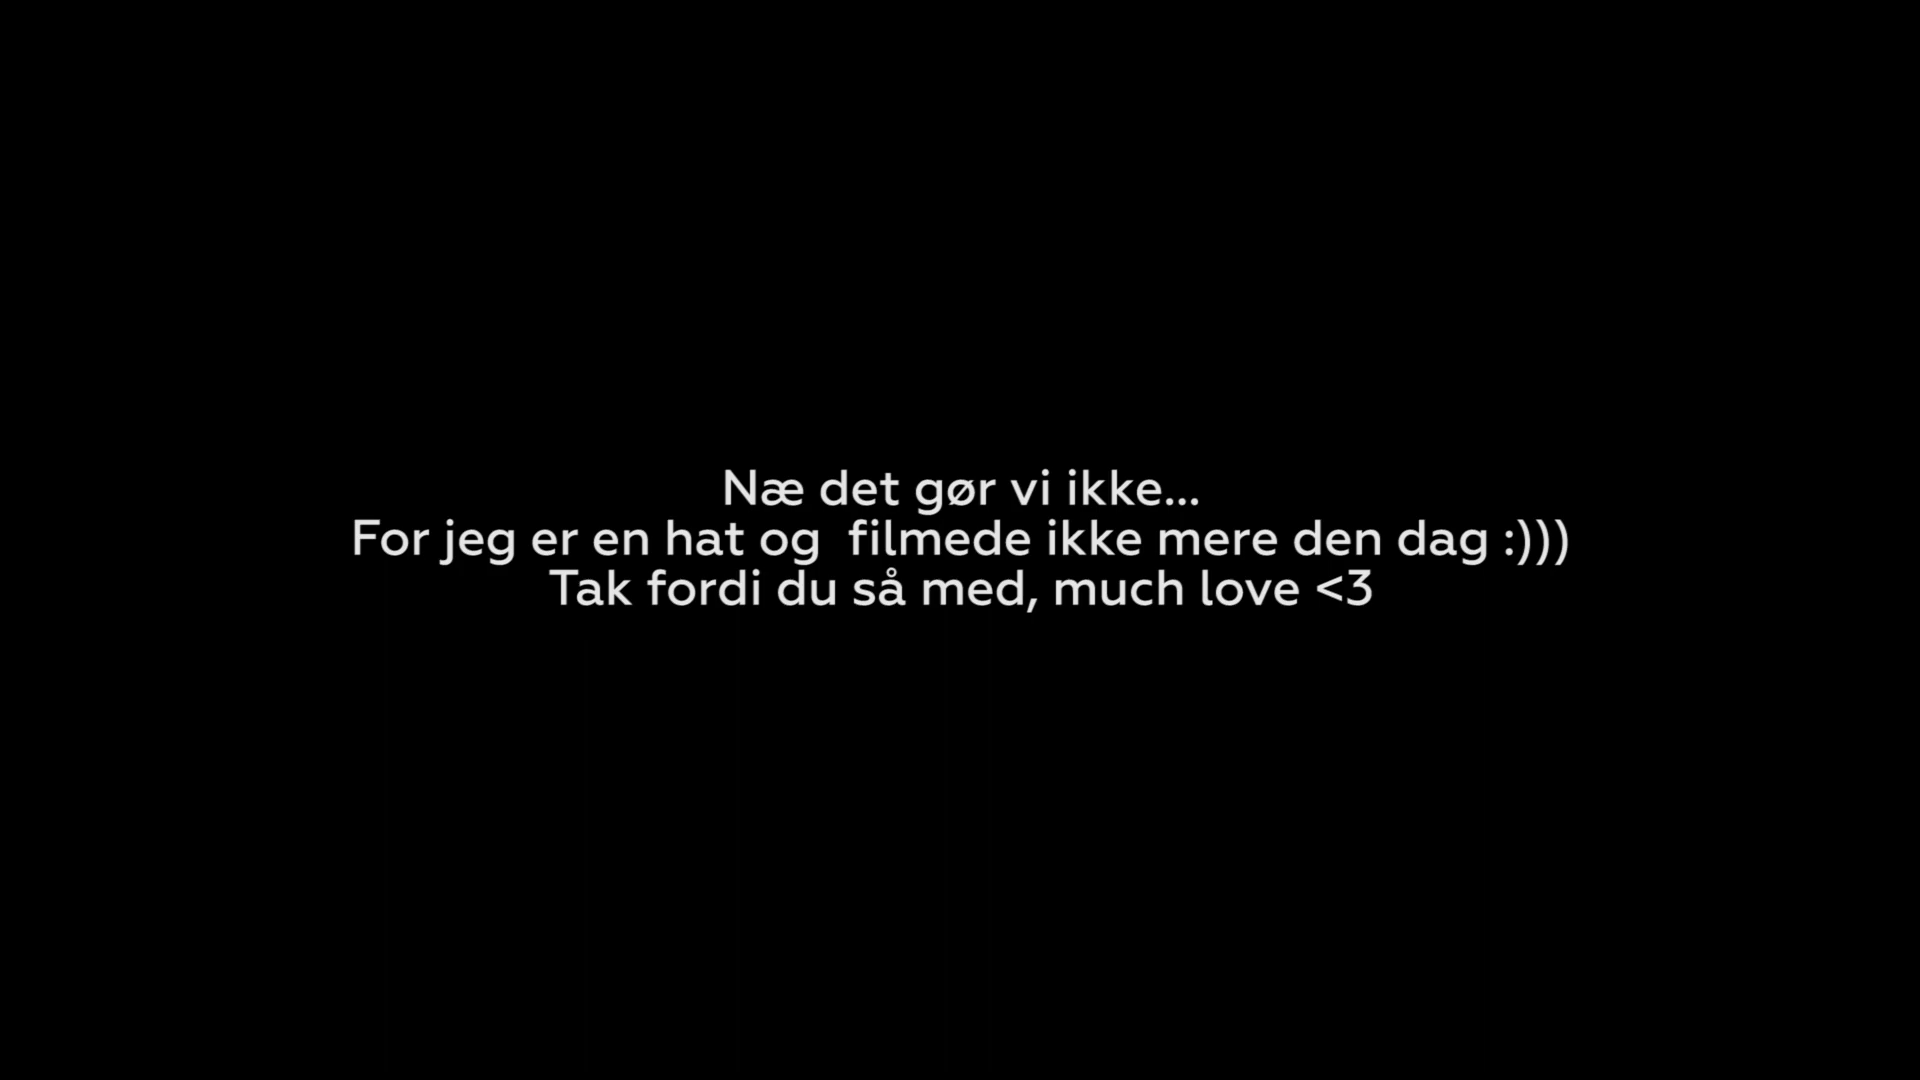 Næ det gør vi ikke...
For jeg er en hat og  filmede ikke mere den dag :)))
Tak fordi du så med, much love <3